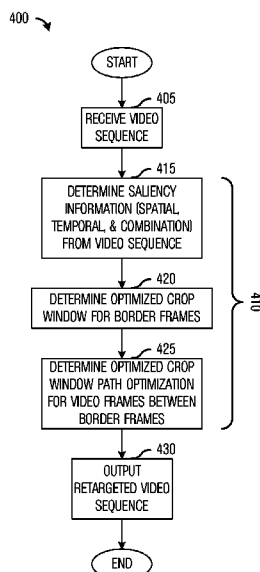 400
START
405
RECEIVE VIDEO
SEQUENCE
415
DETERMINE SALIENCY
INFORMATION (SPATIAL,
TEMPORAL, & COMBINATION)
FROM VIDEO SEQUENCE
420
DETERMINE OPTIMIZED CROP
WINDOW FOR BORDER FRAMES
425
DETERMINE OPTIMIZED CROP
WINDOW PATH OPTIMIZATION
FOR VIDEO FRAMES BETWEEN
BORDER FRAMES
410
430
OUTPUT
RETARGETED VIDEO
SEQUENCE
END